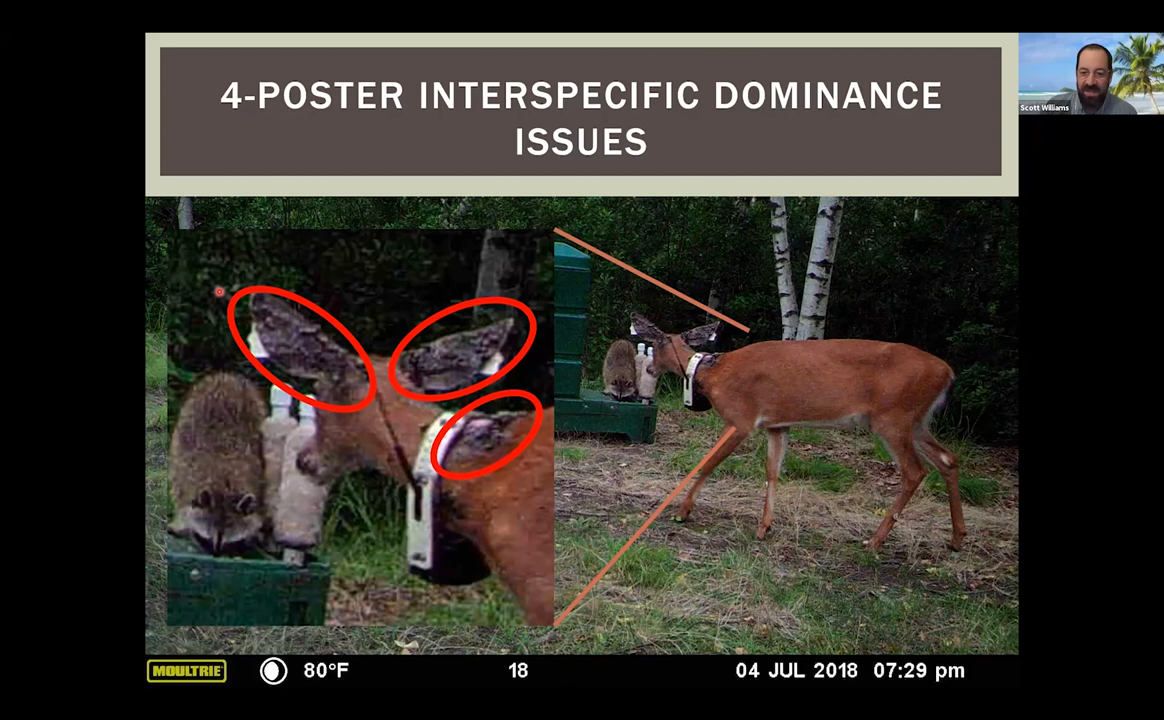 4-POSTER INTERSPECIFIC DOMINANCE
ISSUES
Scott Williams
MOULTRIE
80°F
18
04 JUL 2018 07:29 pm